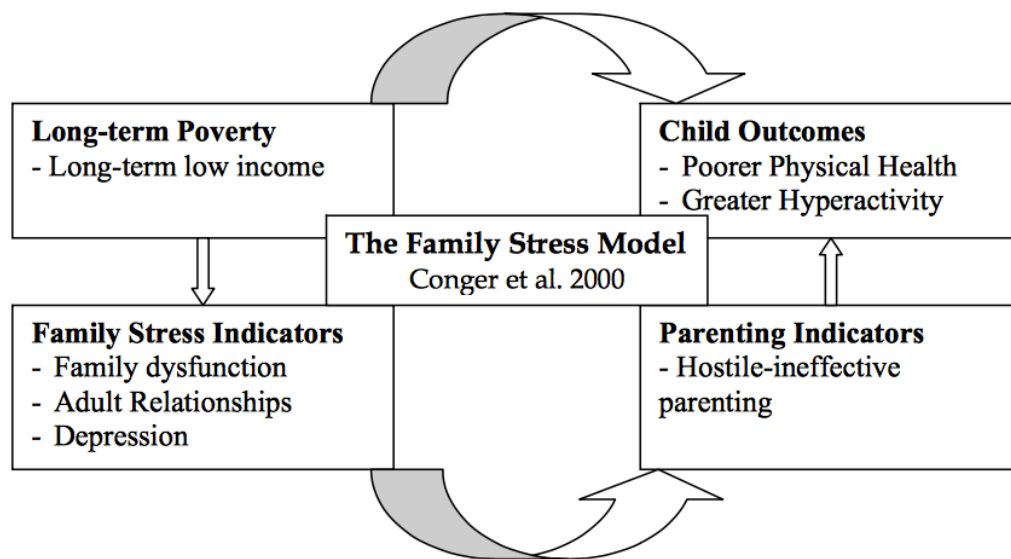 Long-term Poverty
- Long-term low income
Child Outcomes
- Poorer Physical Health
- Greater Hyperactivity
The Family Stress Model
Conger et al. 2000
Family Stress Indicators
- Family dysfunction
- Adult Relationships
- Depression
Parenting Indicators
- Hostile-ineffective
parenting